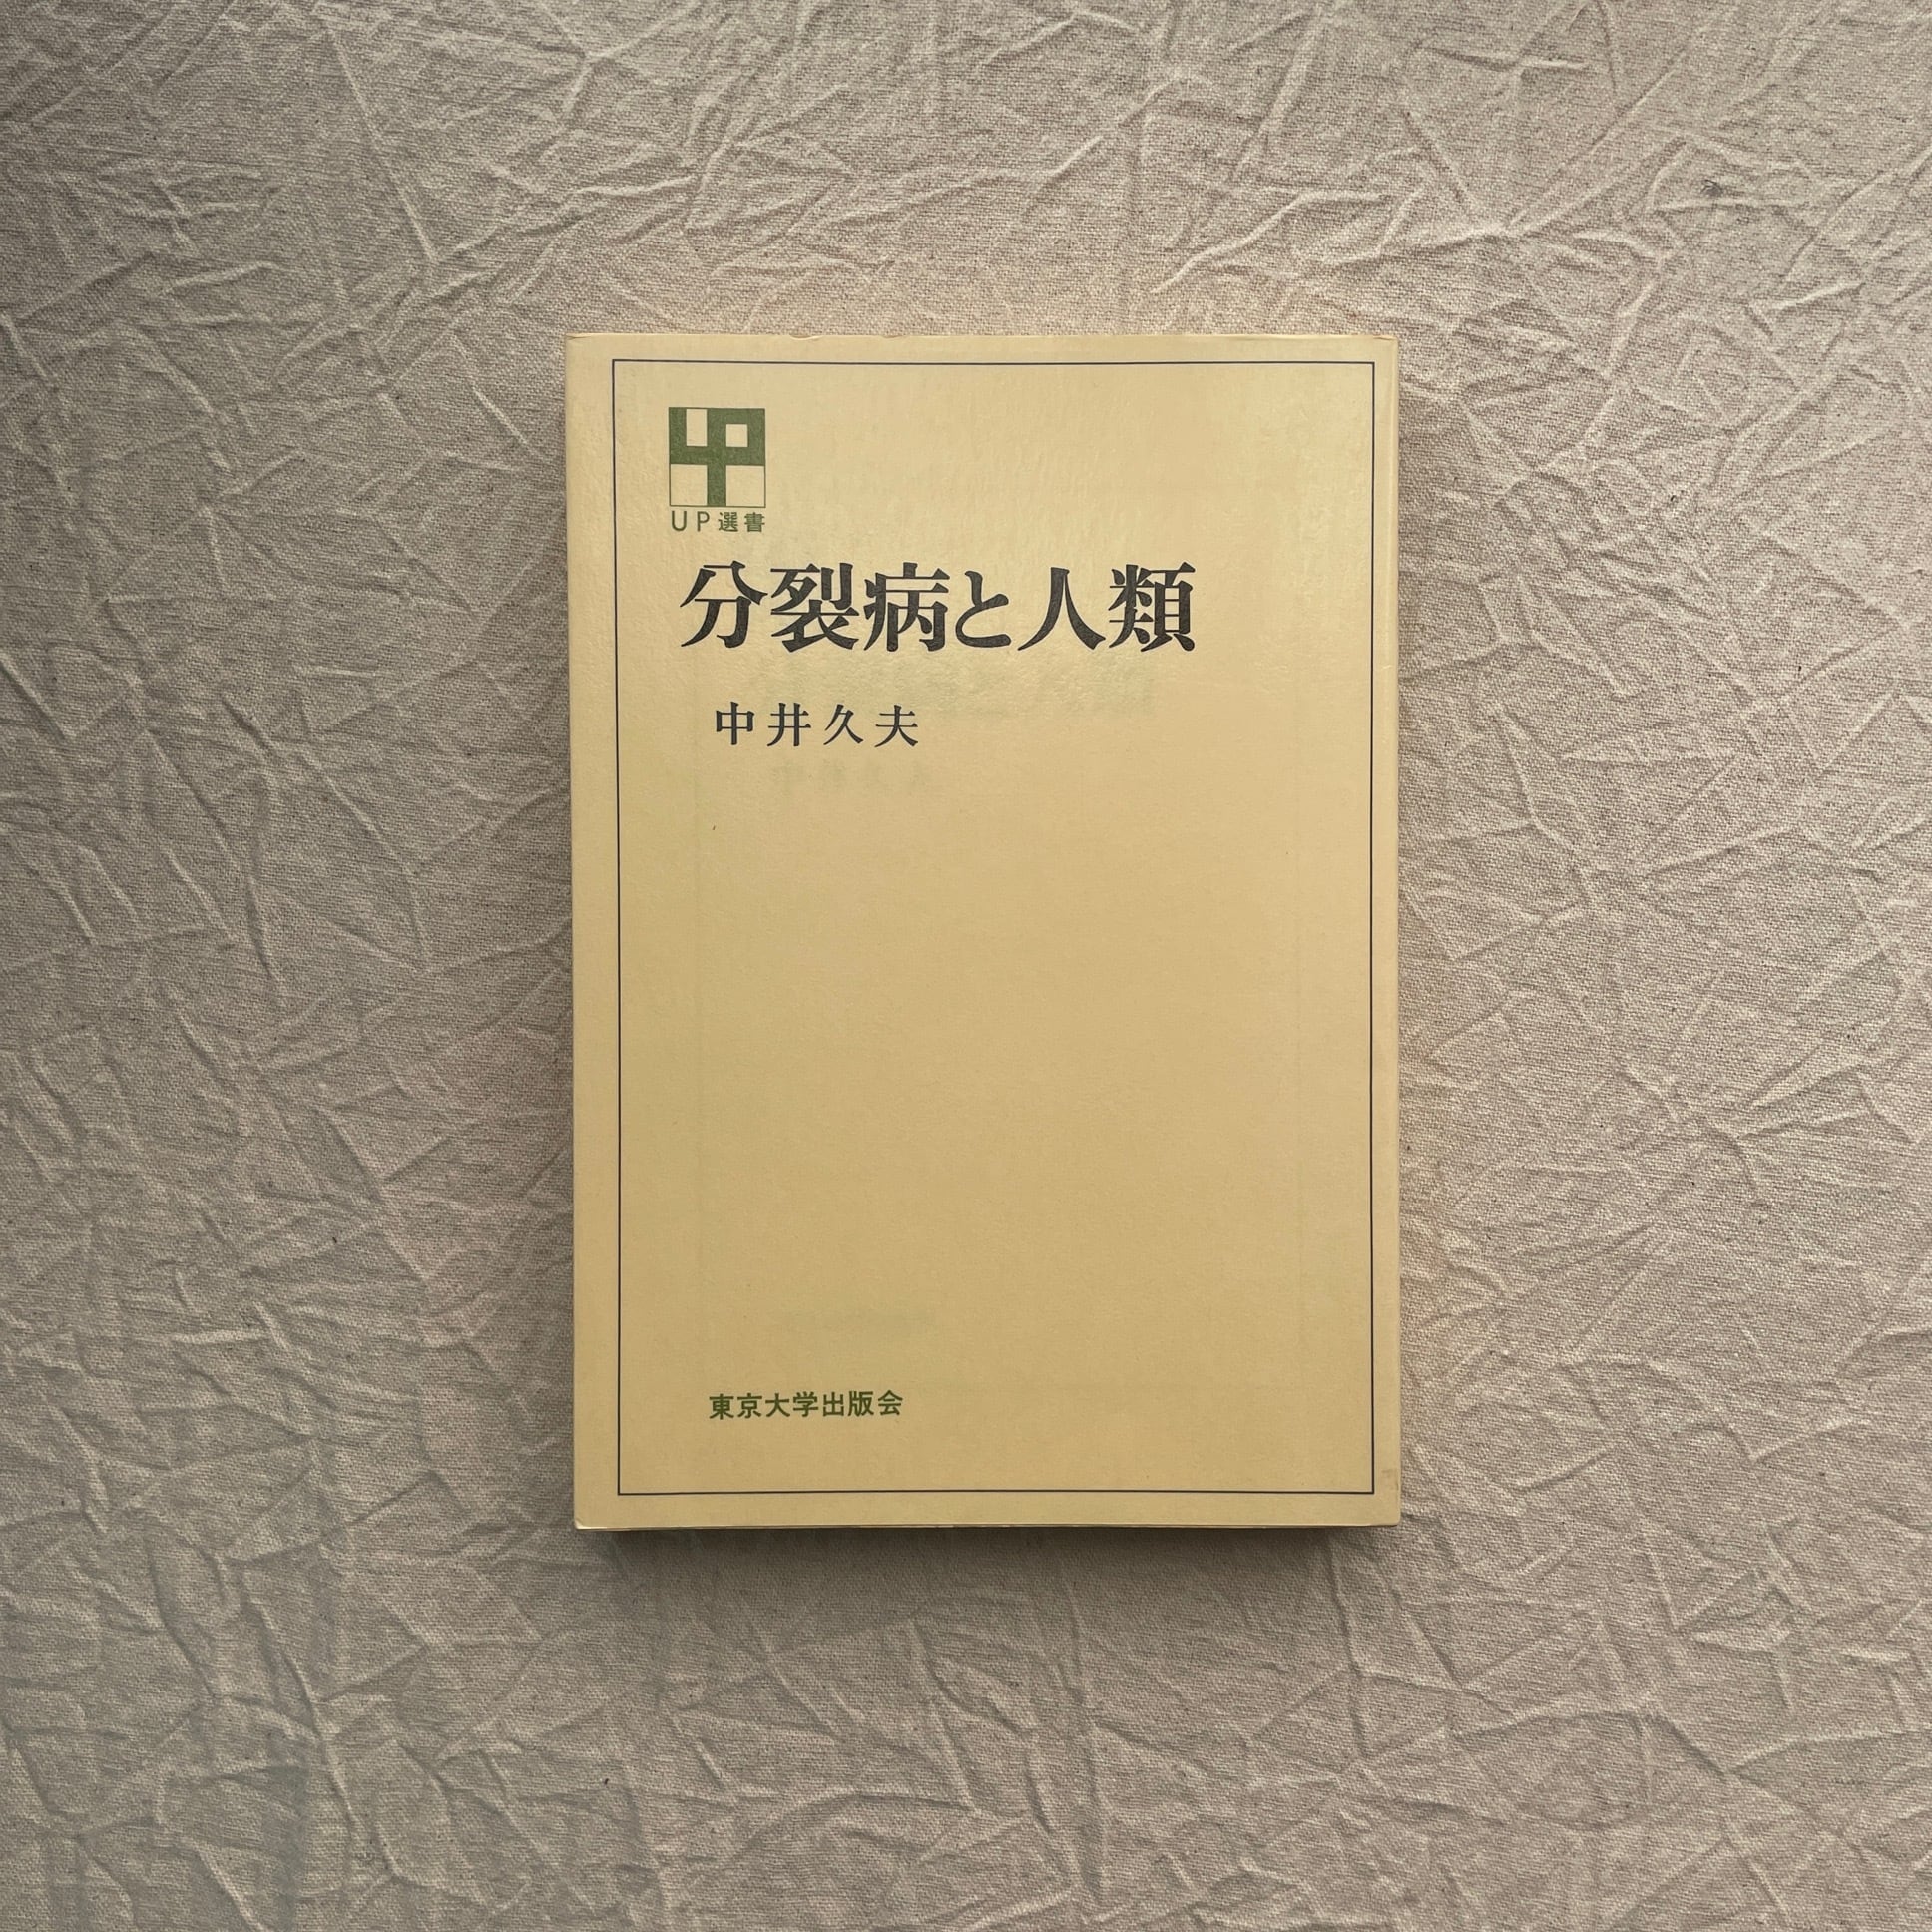 UP選書
分裂病と人類
中井久夫
東京大学出版会